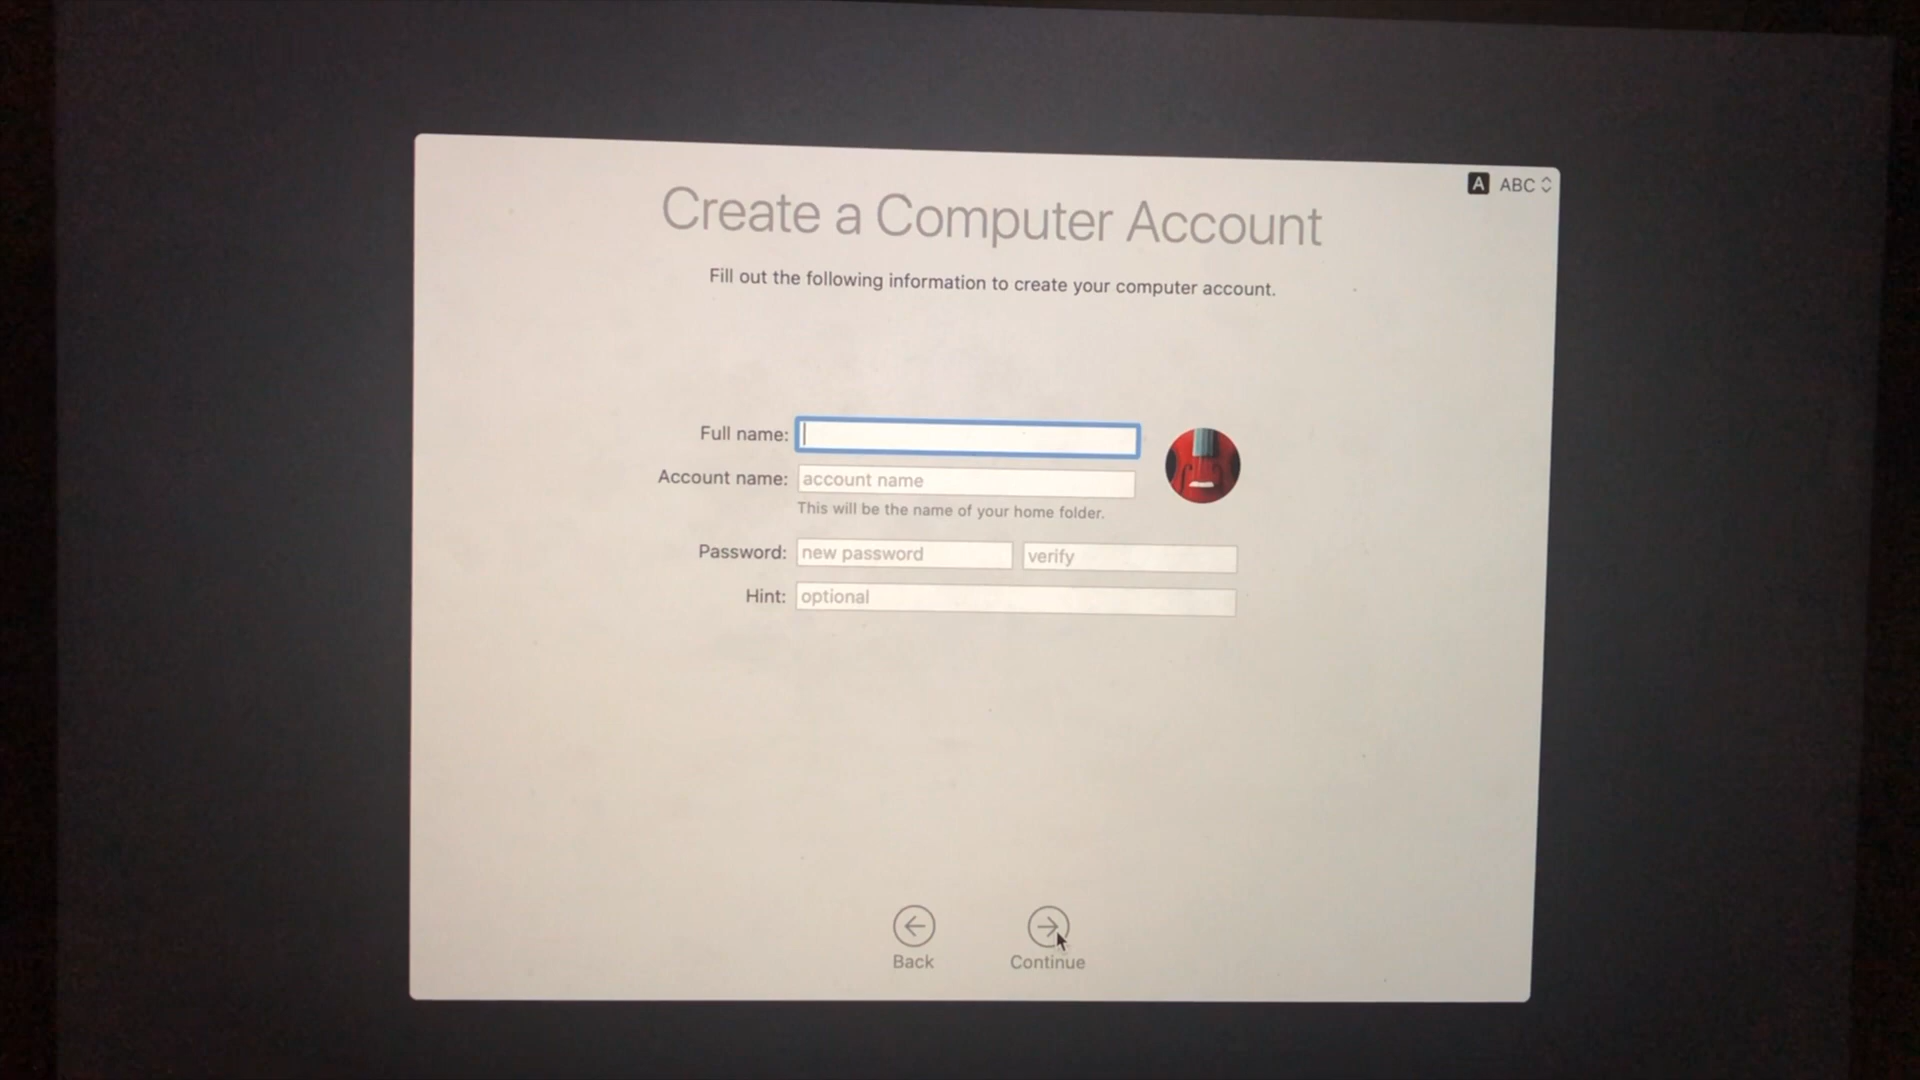 A ABC
Create a Computer Account
Fill out the following information to create your computer account.
Full name:
Account name: account name
This will be the name of your home folder.
Password: new password verify
Hint: optional
Back Continue